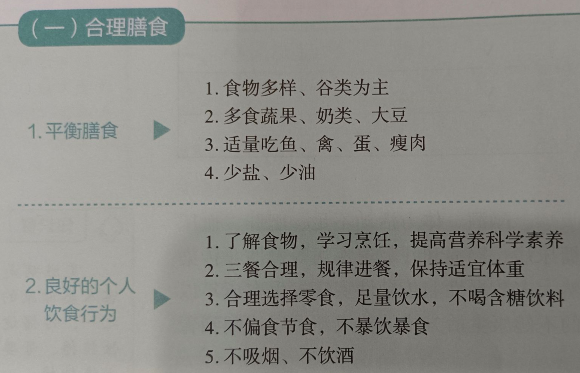 （一）合理膳食
1.平衡膳食
1.食物多样、谷类为主
2.多食蔬果、奶类、大豆
3.适量吃鱼、禽、蛋、瘦肉
4.少盐、少油
2.良好的个人
饮食行为
1.了解食物，学习烹饪，提高营养科学素养
2.三餐合理，规律进餐，保持适宜体重
3.合理选择零食，足量饮水，不喝含糖饮料
4.不偏食节食，不暴饮暴食
5.不吸烟、不饮酒